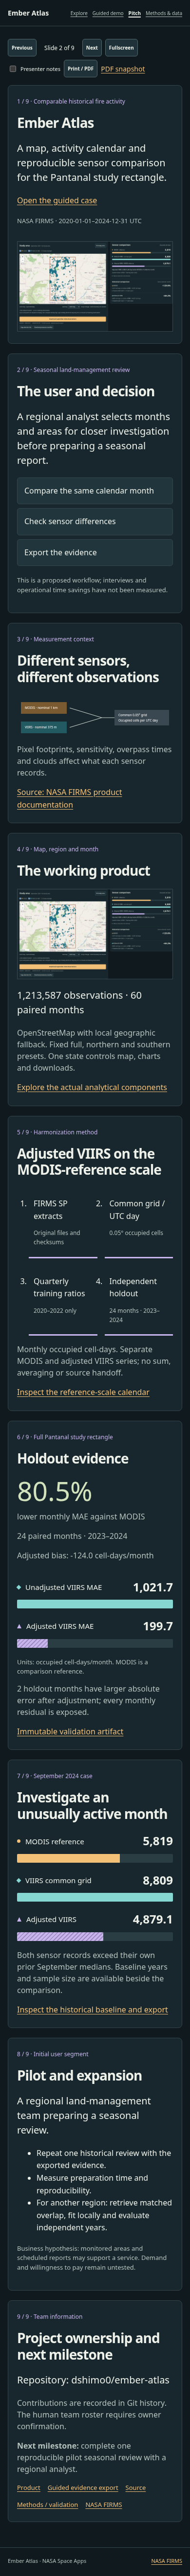 Ember Atlas
Explore Guided demo Pitch Methods & data
Previous Slide 2 of 9 Next Fullscreen
Presenter notes Print / PDF PDF snapshot
1 / 9 · Comparable historical fire activity
Ember Atlas
A map, activity calendar and
reproducible sensor comparison
for the Pantanal study rectangle.
Open the guided case
NASA FIRMS · 2020-01-01–2024-12-31 UTC
2 / 9 · Seasonal land-management review
The user and decision
A regional analyst selects months
and areas for closer investigation
before preparing a seasonal
report.
Compare the same calendar month
Check sensor differences
Export the evidence
This is a proposed workflow; interviews and
operational time savings have not been measured.
3 / 9 · Measurement context
Different sensors,
different observations
MODIS · nominal 1 km
VIIRS · nominal 375 m
Common 0.05° grid
Occupied cells per UTC day
Pixel footprints, sensitivity, overpass times
and clouds affect what each sensor
records.
Source: NASA FIRMS product
documentation
4 / 9 · Map, region and month
The working product
1,213,587 observations · 60
paired months
OpenStreetMap with local geographic
fallback. Fixed full, northern and southern
presets. One state controls map, charts
and downloads.
Explore the actual analytical components
5 / 9 · Harmonization method
Adjusted VIIRS on the
MODIS-reference scale
1. FIRMS SP
extracts
Original files and
checksums
2. Common grid /
UTC day
0.05° occupied cells
3. Quarterly
training ratios
2020–2022 only
4. Independent
holdout
24 months · 2023–
2024
Monthly occupied cell-days. Separate
MODIS and adjusted VIIRS series; no sum,
averaging or source handoff.
Inspect the reference-scale calendar
6 / 9 · Full Pantanal study rectangle
Holdout evidence
80.5%
lower monthly MAE against MODIS
24 paired months · 2023–2024
Adjusted bias: -124.0 cell-days/month
Unadjusted VIIRS MAE 1,021.7
Adjusted VIIRS MAE 199.7
Units: occupied cell-days/month. MODIS is a
comparison reference.
2 holdout months have larger absolute
error after adjustment; every monthly
residual is exposed.
Immutable validation artifact
7 / 9 · September 2024 case
Investigate an
unusually active month
MODIS reference 5,819
VIIRS common grid 8,809
Adjusted VIIRS 4,879.1
Both sensor records exceed their own
prior September medians. Baseline years
and sample size are available beside the
comparison.
Inspect the historical baseline and export
8 / 9 · Initial user segment
Pilot and expansion
A regional land-management
team preparing a seasonal
review.
• Repeat one historical review with the
exported evidence.
• Measure preparation time and
reproducibility.
• For another region: retrieve matched
overlap, fit locally and evaluate
independent years.
Business hypothesis: monitored areas and
scheduled reports may support a service. Demand
and willingness to pay remain untested.
9 / 9 · Team information
Project ownership and
next milestone
Repository: dshimo0/ember-atlas
Contributions are recorded in Git history.
The human team roster requires owner
confirmation.
Next milestone: complete one
reproducible pilot seasonal review with a
regional analyst.
Product Guided evidence export Source
Methods / validation NASA FIRMS
Ember Atlas · NASA Space Apps NASA FIRMS